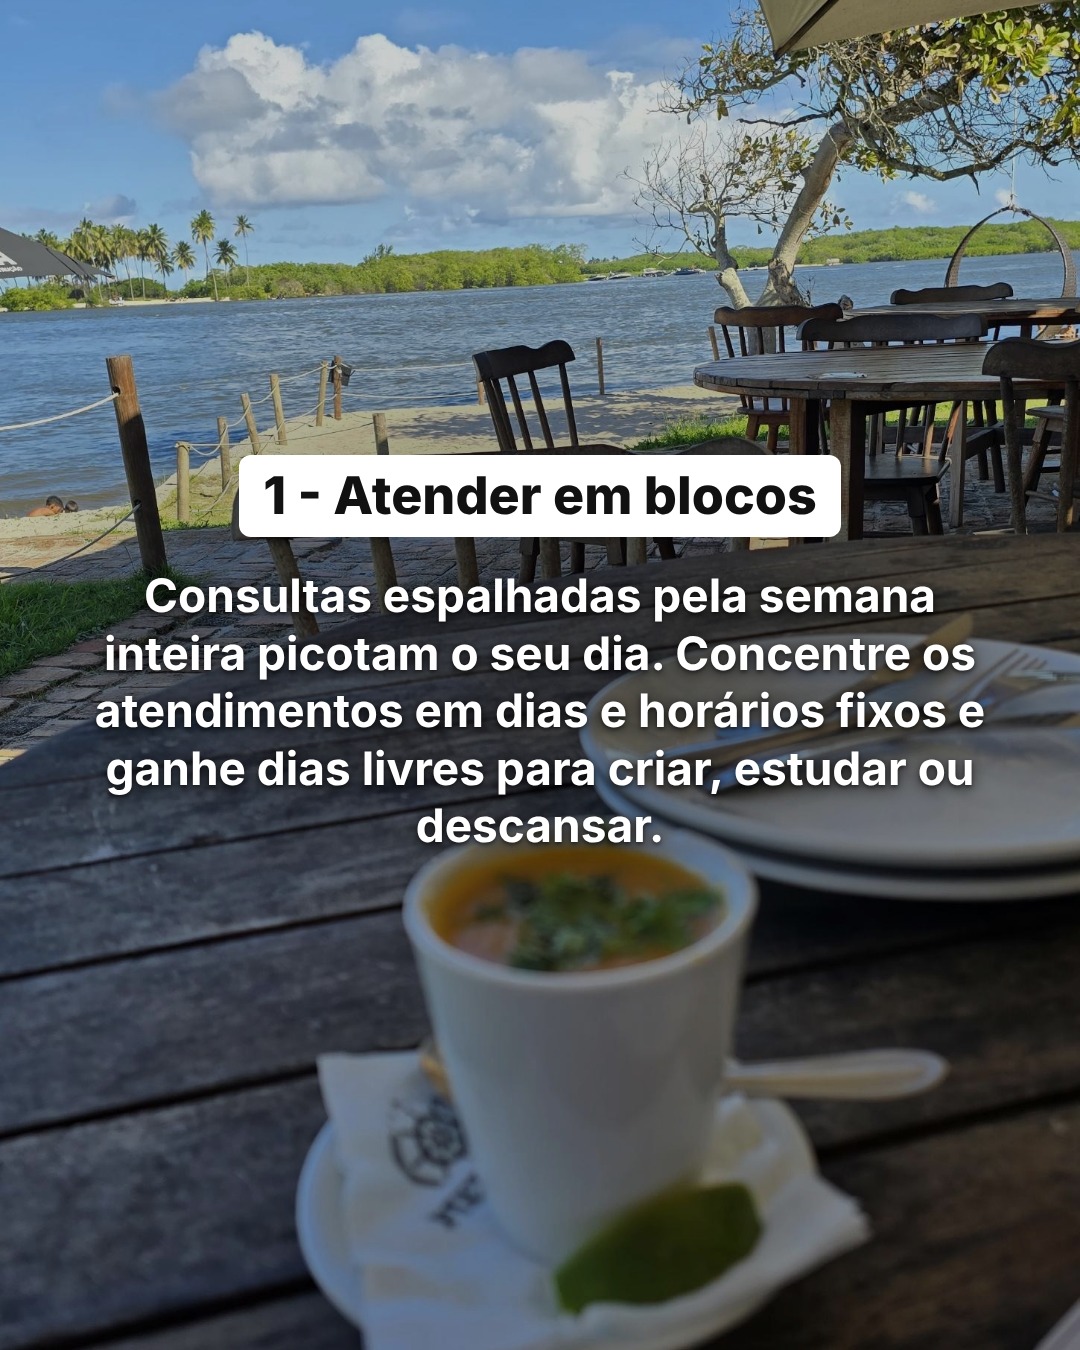 1 - Atender em blocos
Consultas espalhadas pela semana
inteira picotam o seu dia. Concentre os
atendimentos em dias e horários fixos e
ganhe dias livres para criar, estudar ou
descansar.